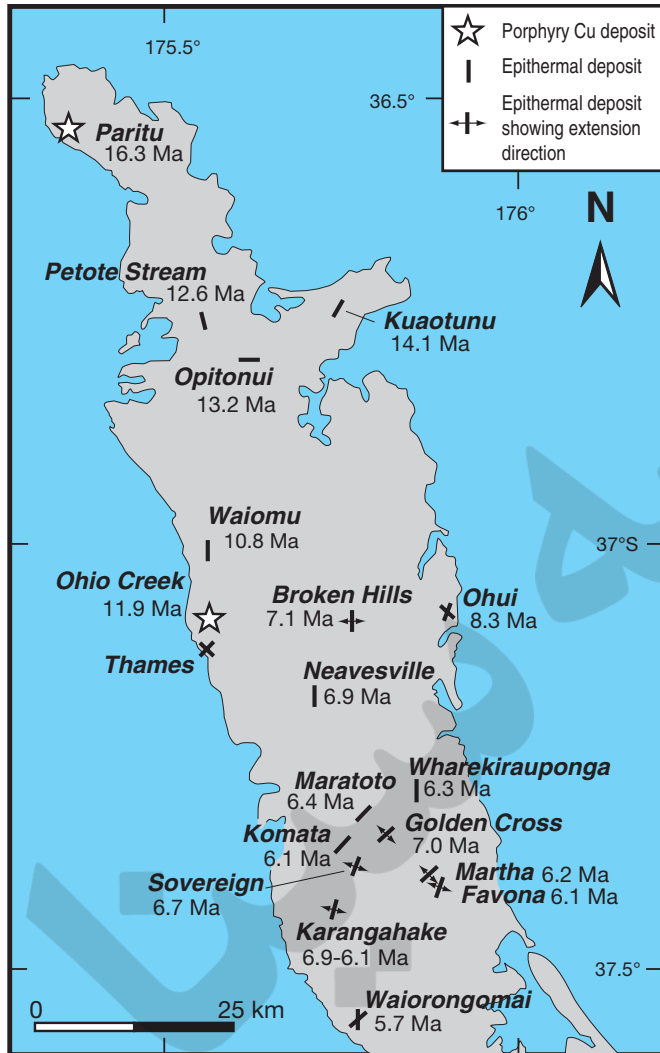 175.5°
Porphyry Cu deposit
Epithermal deposit
Epithermal deposit
showing extension
direction
36.5°
176°
N
Paritu
16.3 Ma
Petote Stream
12.6 Ma
Kuaotunu
14.1 Ma
Opitonui
13.2 Ma
Waiomu
10.8 Ma
37°S
Ohio Creek
11.9 Ma
Broken Hills
7.1 Ma
Ohui
8.3 Ma
Thames
Neavesville
6.9 Ma
Wharekirauponga
6.3 Ma
Maratoto
6.4 Ma
Golden Cross
7.0 Ma
Komata
6.1 Ma
Martha 6.2 Ma
Favona 6.1 Ma
Sovereign
6.7 Ma
Karangahake
6.9-6.1 Ma
37.5°
0 25 km
Waiorongomai
5.7 Ma